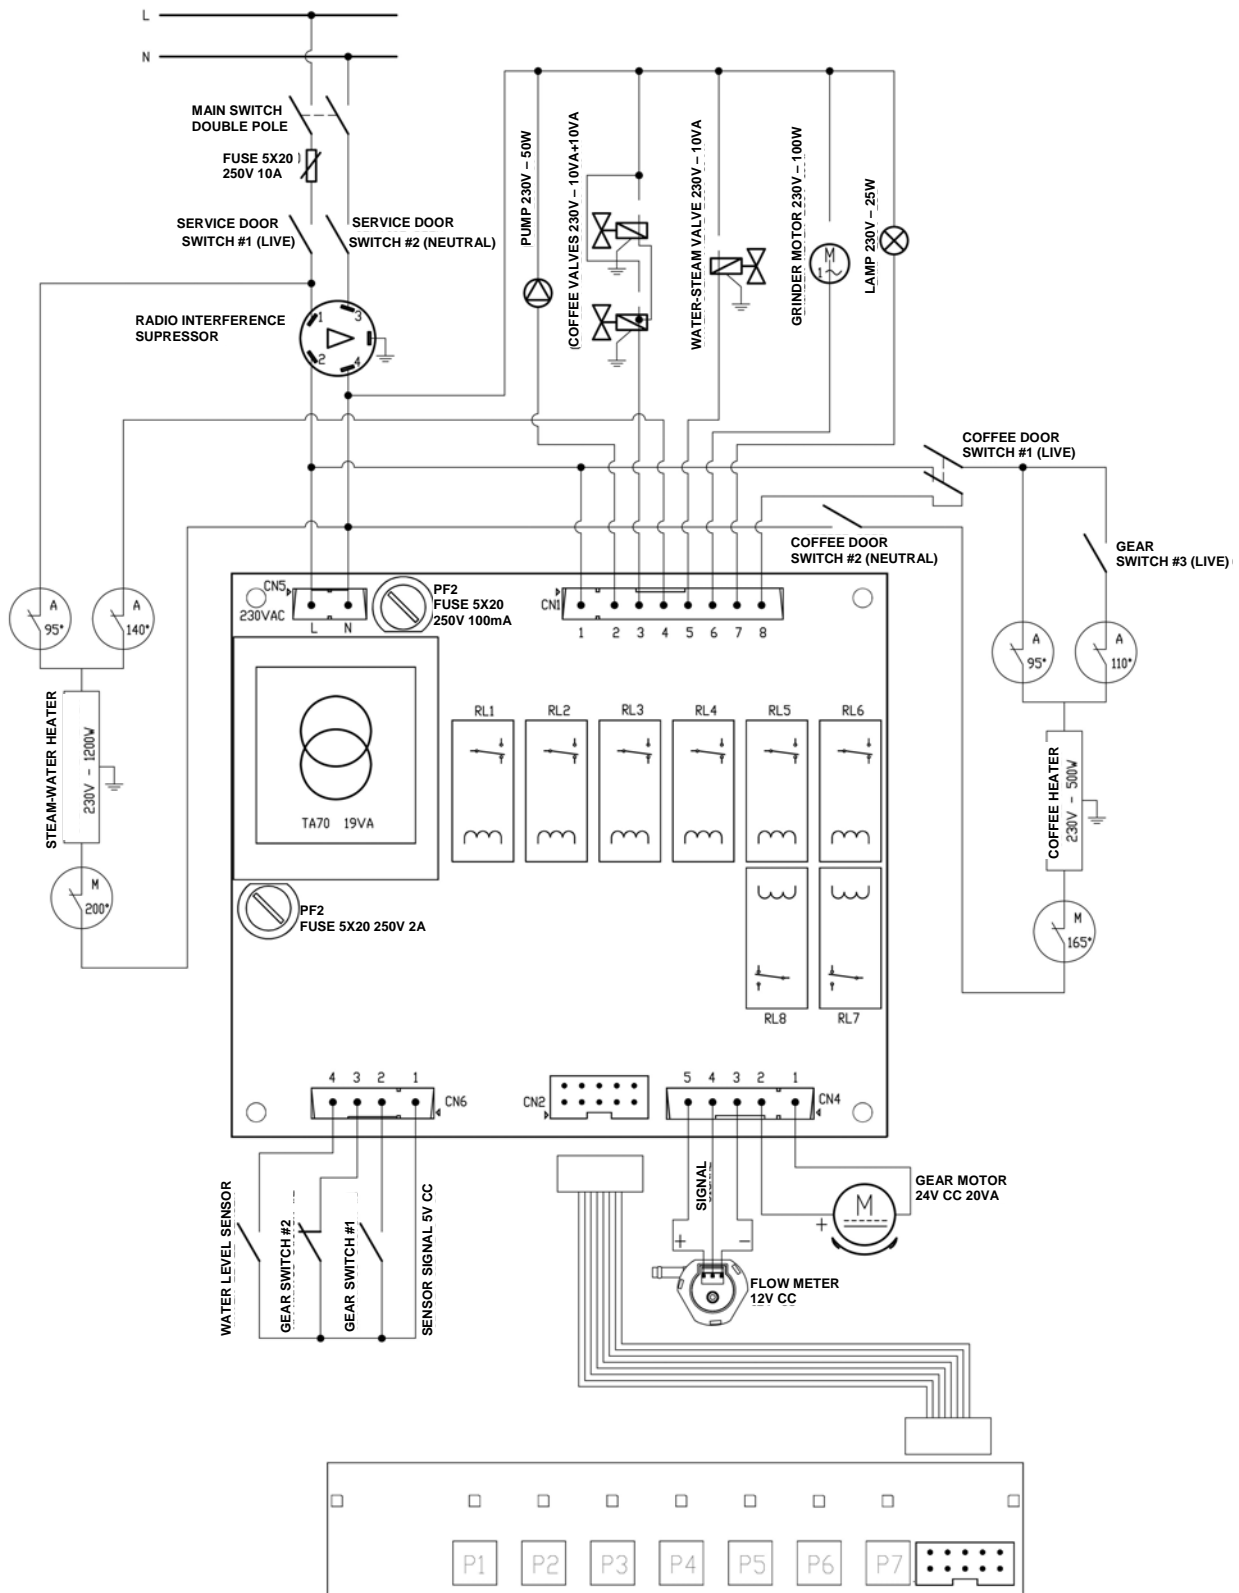 L
N
MAIN SWITCH
DOUBLE POLE
FUSE 5X20
250V 10A
SERVICE DOOR
SWITCH #1 (LIVE)
SERVICE DOOR
SWITCH #2 (NEUTRAL)
RADIO INTERFERENCE
SUPRESSOR
1
3
2
4
PUMP 230V – 50W
(COFFEE VALVES 230V – 10VA+10VA
WATER-STEAM VALVE 230V – 10VA
GRINDER MOTOR 230V – 100W
M
1~
LAMP 230V – 25W
COFFEE DOOR
SWITCH #1 (LIVE)
COFFEE DOOR
SWITCH #2 (NEUTRAL)
GEAR
SWITCH #3 (LIVE)
A
95°
A
140°
STEAM-WATER HEATER
230V - 1200W
M
200°
A
95°
A
110°
COFFEE HEATER
230V - 500W
M
165°
CN5
230VAC
L N
PF2
FUSE 5X20
250V 100mA
CN1
1 2 3 4 5 6 7 8
RL1 RL2 RL3 RL4 RL5 RL6
TA70 19VA
PF2
FUSE 5X20 250V 2A
RL8 RL7
4 3 2 1
CN6
CN2
5 4 3 2 1
CN4
WATER LEVEL SENSOR
GEAR SWITCH #2
GEAR SWITCH #1
SENSOR SIGNAL 5V CC
SIGNAL
+
−
FLOW METER
12V CC
M
+
GEAR MOTOR
24V CC 20VA
P1 P2 P3 P4 P5 P6 P7